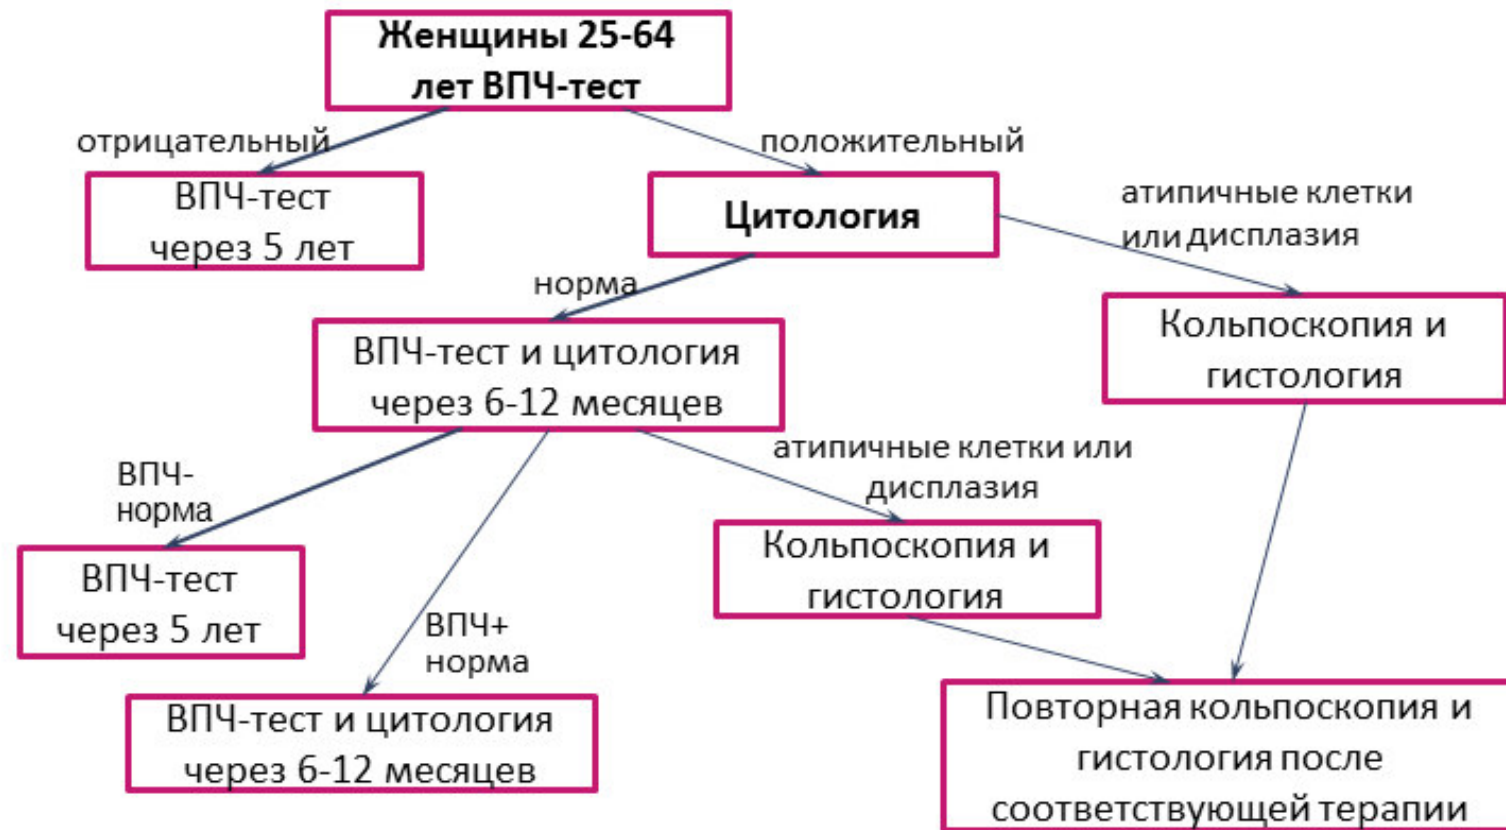 Женщины 25-64
лет ВПЧ-тест
отрицательный
положительный
ВПЧ-тест
через 5 лет
Цитология
атипичные клетки
или дисплазия
норма
ВПЧ-тест и цитология
через 6-12 месяцев
Кольпоскопия и
гистология
ВПЧ-
норма
атипичные клетки или
дисплазия
ВПЧ-тест
через 5 лет
Кольпоскопия и
гистология
ВПЧ+
норма
ВПЧ-тест и цитология
через 6-12 месяцев
Повторная кольпоскопия и
гистология после
соответствующей терапии